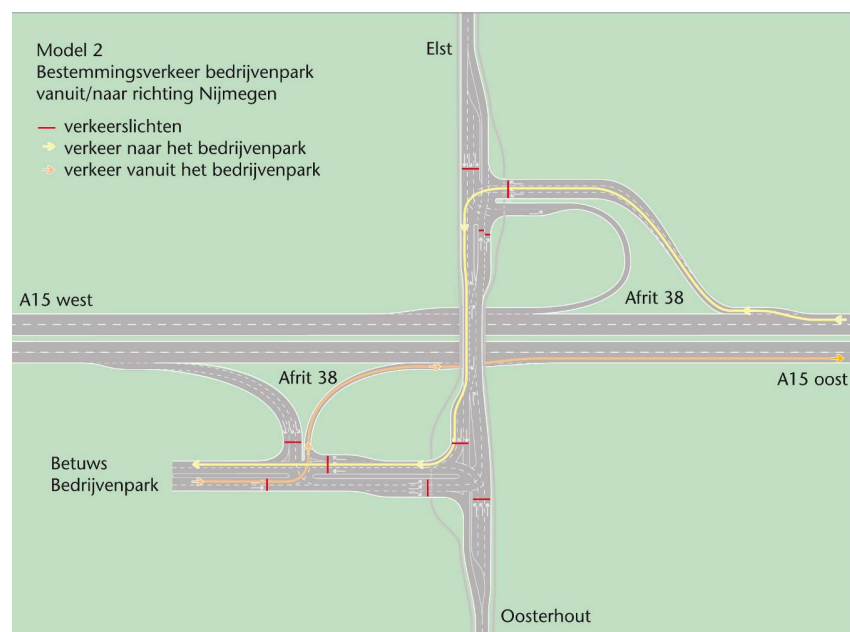 Model 2
Bestemmingsverkeer bedrijvenpark
vanuit/naar richting Nijmegen
verkeerslichten
verkeer naar het bedrijvenpark
verkeer vanuit het bedrijvenpark
Elst
A15 west
Afrit 38
Afrit 38
A15 oost
Betuws
Bedrijvenpark
Oosterhout